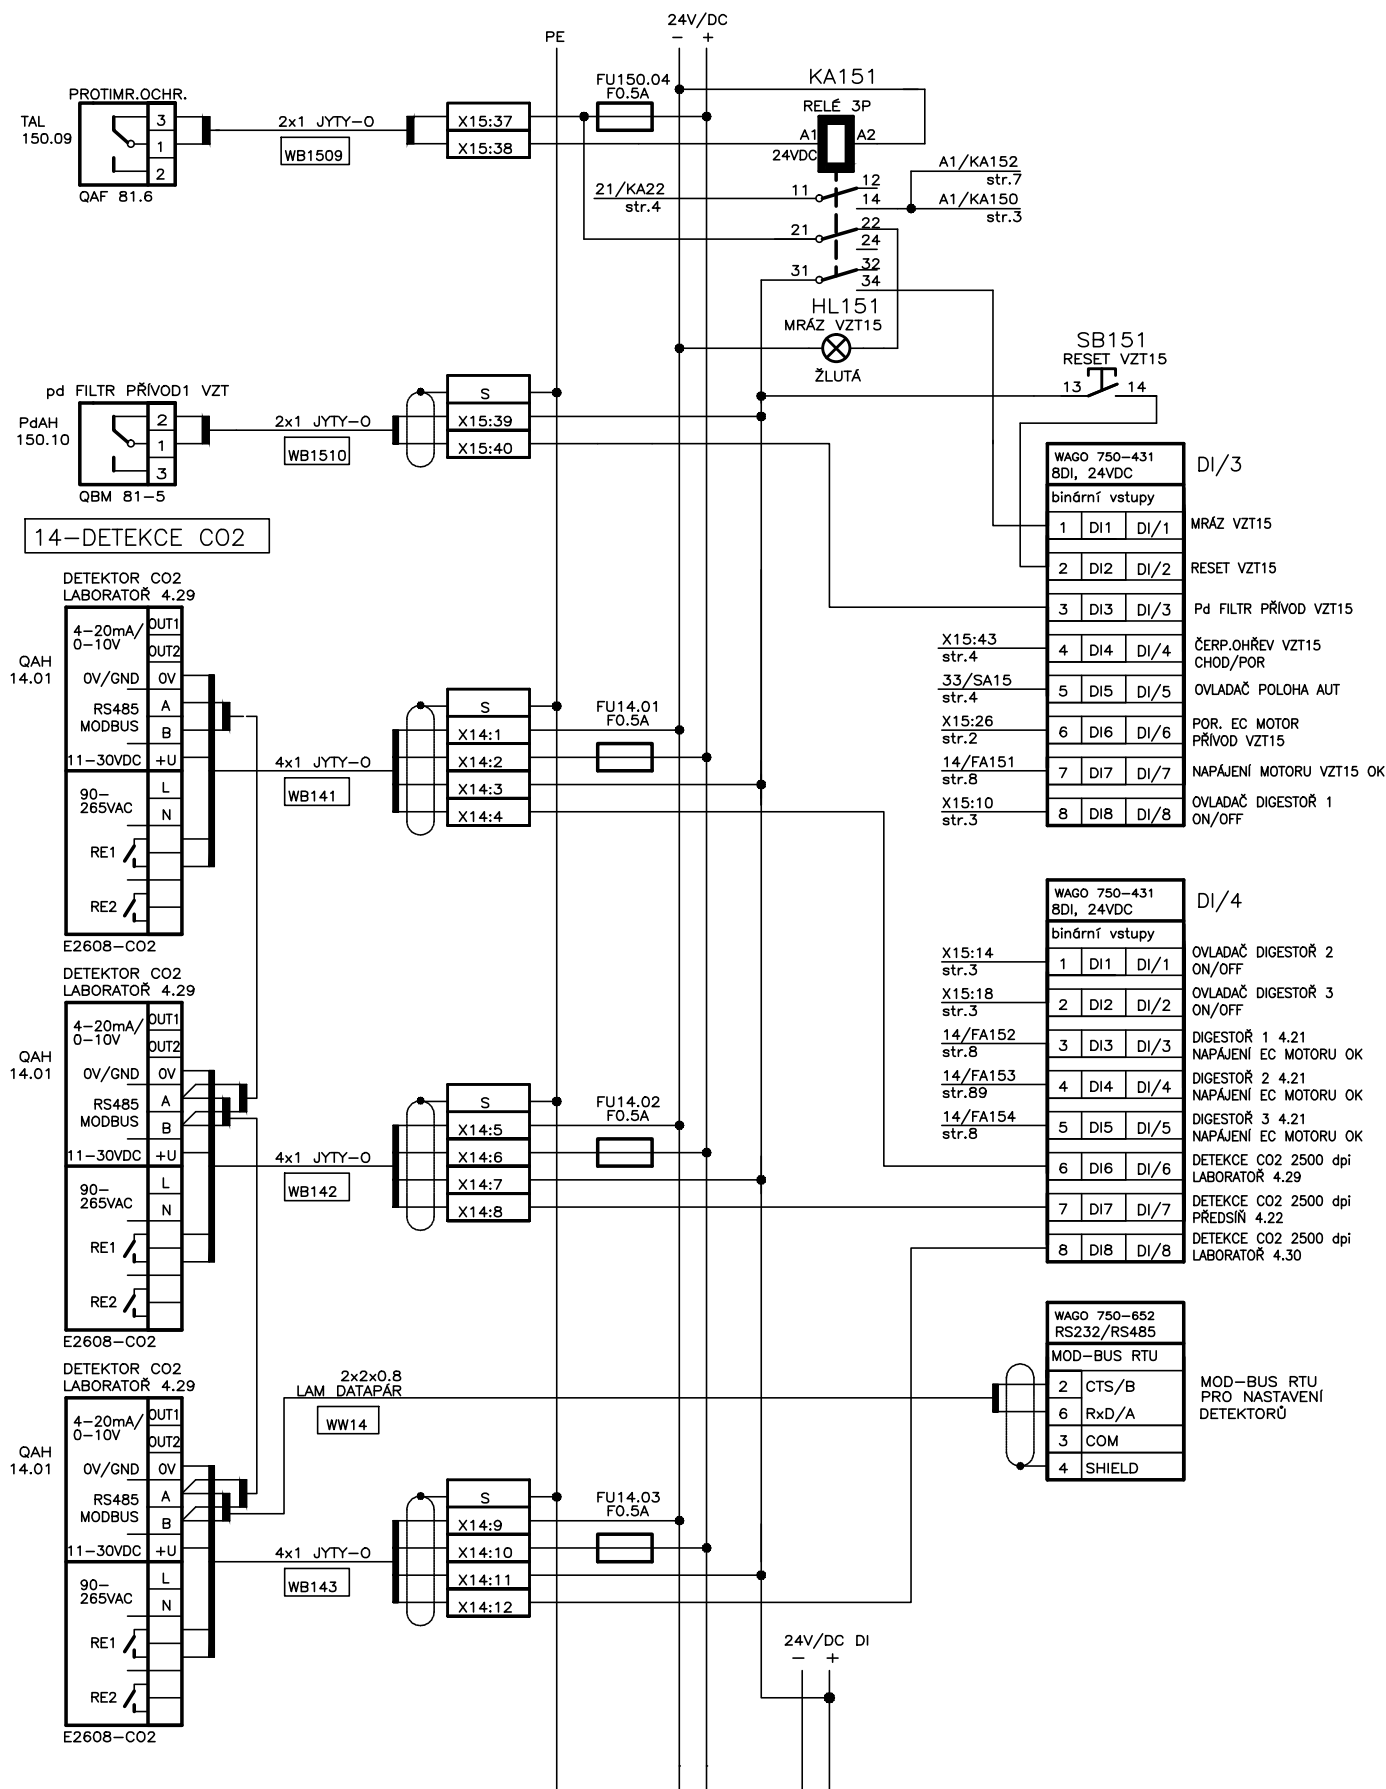 24V/DC
PE
-
+
FU150.04
F0.5A
KA151
RELÉ 3P
A1
A2
24VDC
PROTIMR.OCHR.
TAL
150.09
3
1
2
QAF 81.6
2x1 JYTY-O
WB1509
X15:37
X15:38
21/KA22
str.4
11
12
14
A1/KA152
str.7
A1/KA150
str.3
21
22
24
31
32
34
HL151
MRÁZ VZT15
ŽLUTÁ
SB151
RESET VZT15
13
14
pd FILTR PŘÍVOD1 VZT
PdAH
150.10
2
1
3
QBM 81-5
2x1 JYTY-O
WB1510
S
X15:39
X15:40
WAGO 750-431
8DI, 24VDC
DI/3
binární vstupy
1 DI1 DI/1 MRÁZ VZT15
2 DI2 DI/2 RESET VZT15
3 DI3 DI/3 Pd FILTR PŘÍVOD VZT15
X15:43
str.4
4 DI4 DI/4 ČERP.OHŘEV VZT15
CHOD/POR
33/SA15
str.4
5 DI5 DI/5 OVLADAČ POLOHA AUT
X15:26
str.2
6 DI6 DI/6 POR. EC MOTOR
PŘÍVOD VZT15
14/FA151
str.8
7 DI7 DI/7 NAPÁJENÍ MOTORU VZT15 OK
X15:10
str.3
8 DI8 DI/8 OVLADAČ DIGESTOŘ 1
ON/OFF
14-DETEKCE CO2
DETEKTOR CO2
LABORATOŘ 4.29
QAH
14.01
4-20mA/
0-10V
OUT1
OUT2
0V/GND 0V
RS485
MODBUS
A
B
11-30VDC +U
90-
265VAC
L
N
RE1
RE2
E2608-CO2
4x1 JYTY-O
WB141
S
X14:1
X14:2
X14:3
X14:4
FU14.01
F0.5A
WAGO 750-431
8DI, 24VDC
DI/4
binární vstupy
X15:14
str.3
1 DI1 DI/1 OVLADAČ DIGESTOŘ 2
ON/OFF
X15:18
str.3
2 DI2 DI/2 OVLADAČ DIGESTOŘ 3
ON/OFF
14/FA152
str.8
3 DI3 DI/3 DIGESTOŘ 1 4.21
NAPÁJENÍ EC MOTORU OK
14/FA153
str.89
4 DI4 DI/4 DIGESTOŘ 2 4.21
NAPÁJENÍ EC MOTORU OK
14/FA154
str.8
5 DI5 DI/5 DIGESTOŘ 3 4.21
NAPÁJENÍ EC MOTORU OK
6 DI6 DI/6 DETEKCE CO2 2500 dpi
LABORATOŘ 4.29
7 DI7 DI/7 DETEKCE CO2 2500 dpi
PŘEDSÍŇ 4.22
8 DI8 DI/8 DETEKCE CO2 2500 dpi
LABORATOŘ 4.30
DETEKTOR CO2
LABORATOŘ 4.29
QAH
14.01
4-20mA/
0-10V
OUT1
OUT2
0V/GND 0V
RS485
MODBUS
A
B
11-30VDC +U
90-
265VAC
L
N
RE1
RE2
E2608-CO2
4x1 JYTY-O
WB142
S
X14:5
X14:6
X14:7
X14:8
FU14.02
F0.5A
WAGO 750-652
RS232/RS485
MOD-BUS RTU
2 CTS/B
6 RxD/A
3 COM
4 SHIELD
MOD-BUS RTU
PRO NASTAVENÍ
DETEKTORŮ
2x2x0.8
LAM DATAPÁR
WW14
DETEKTOR CO2
LABORATOŘ 4.29
QAH
14.01
4-20mA/
0-10V
OUT1
OUT2
0V/GND 0V
RS485
MODBUS
A
B
11-30VDC +U
90-
265VAC
L
N
RE1
RE2
E2608-CO2
4x1 JYTY-O
WB143
S
X14:9
X14:10
X14:11
X14:12
FU14.03
F0.5A
24V/DC DI
-
+